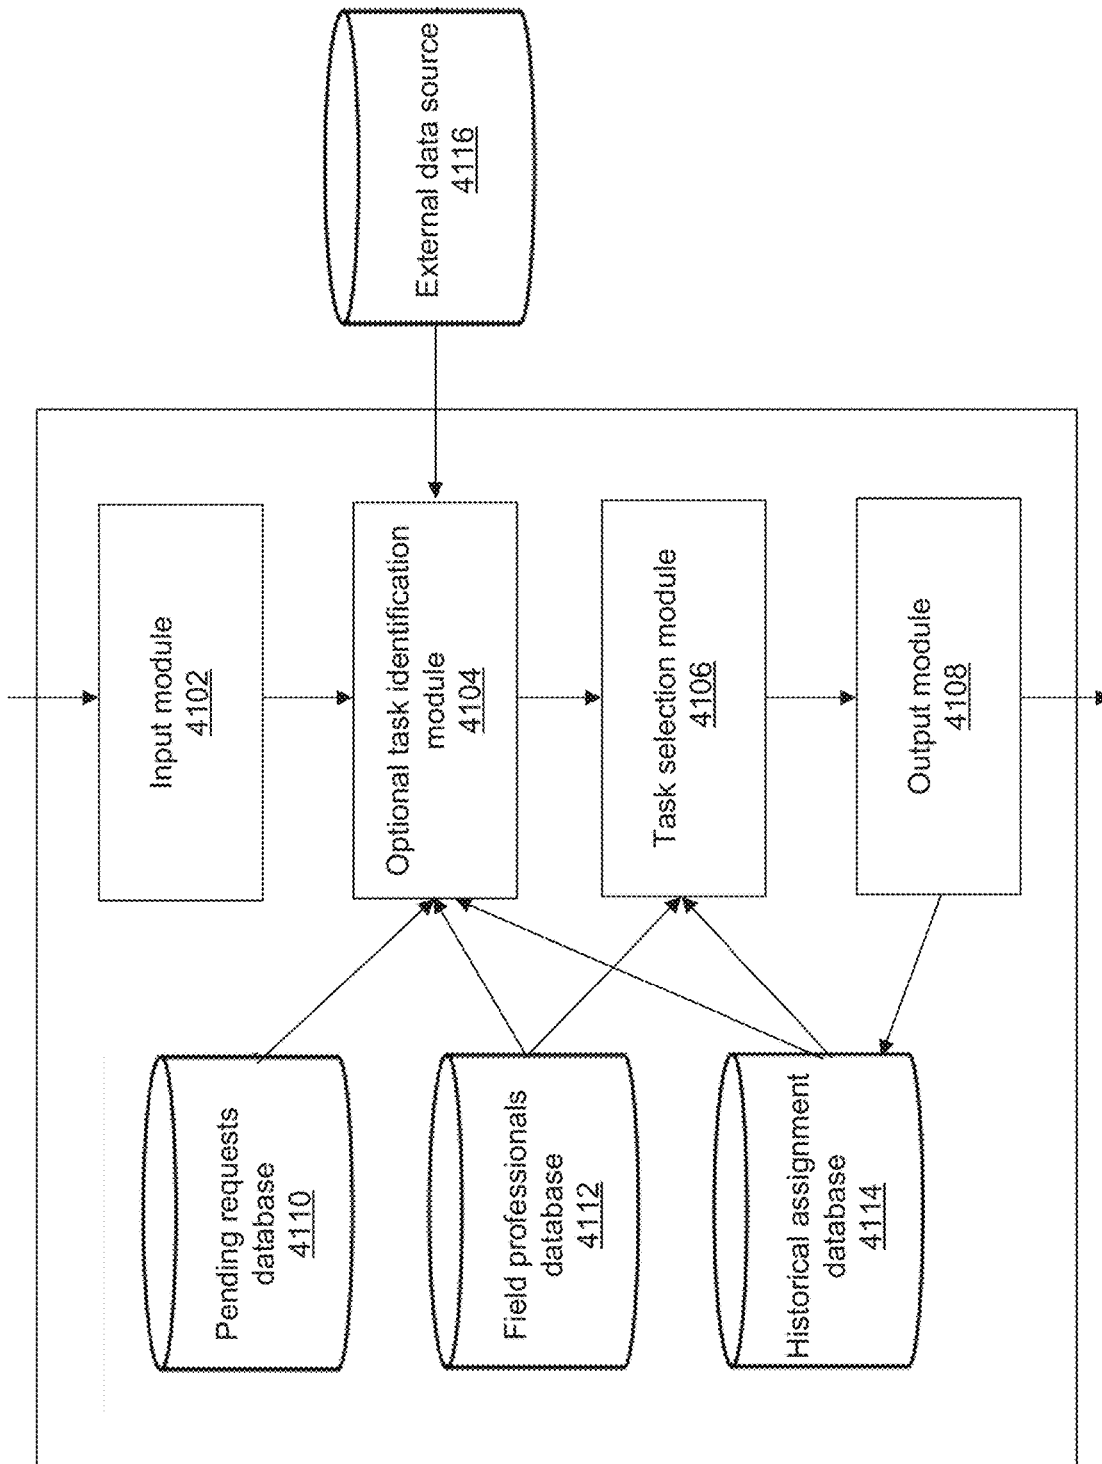 External data source
4116
Input module
4102
Optional task identification
module
4104
Task selection module
4106
Output module
4108
Pending requests
database
4110
Field professionals
database
4112
Historical assignment
database
4114